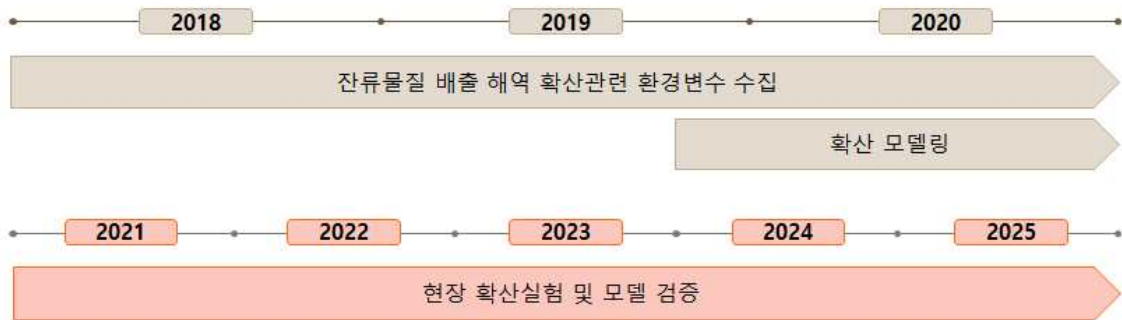 2018 2019 2020
잔류물질 배출 해역 확산관련 환경변수 수집
확산 모델링
2021 2022 2023 2024 2025
현장 확산실험 및 모델 검증